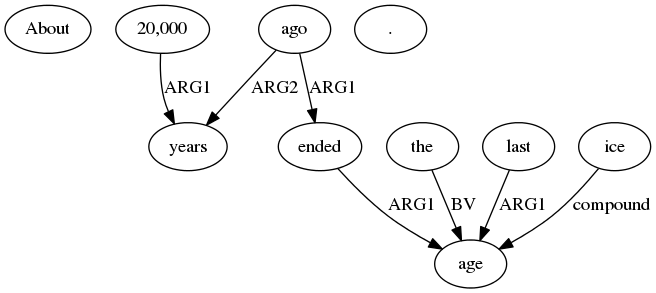 About 20,000 ago .
ARG1 ARG2 ARG1
years ended the last ice
ARG1 BV ARG1 compound
age